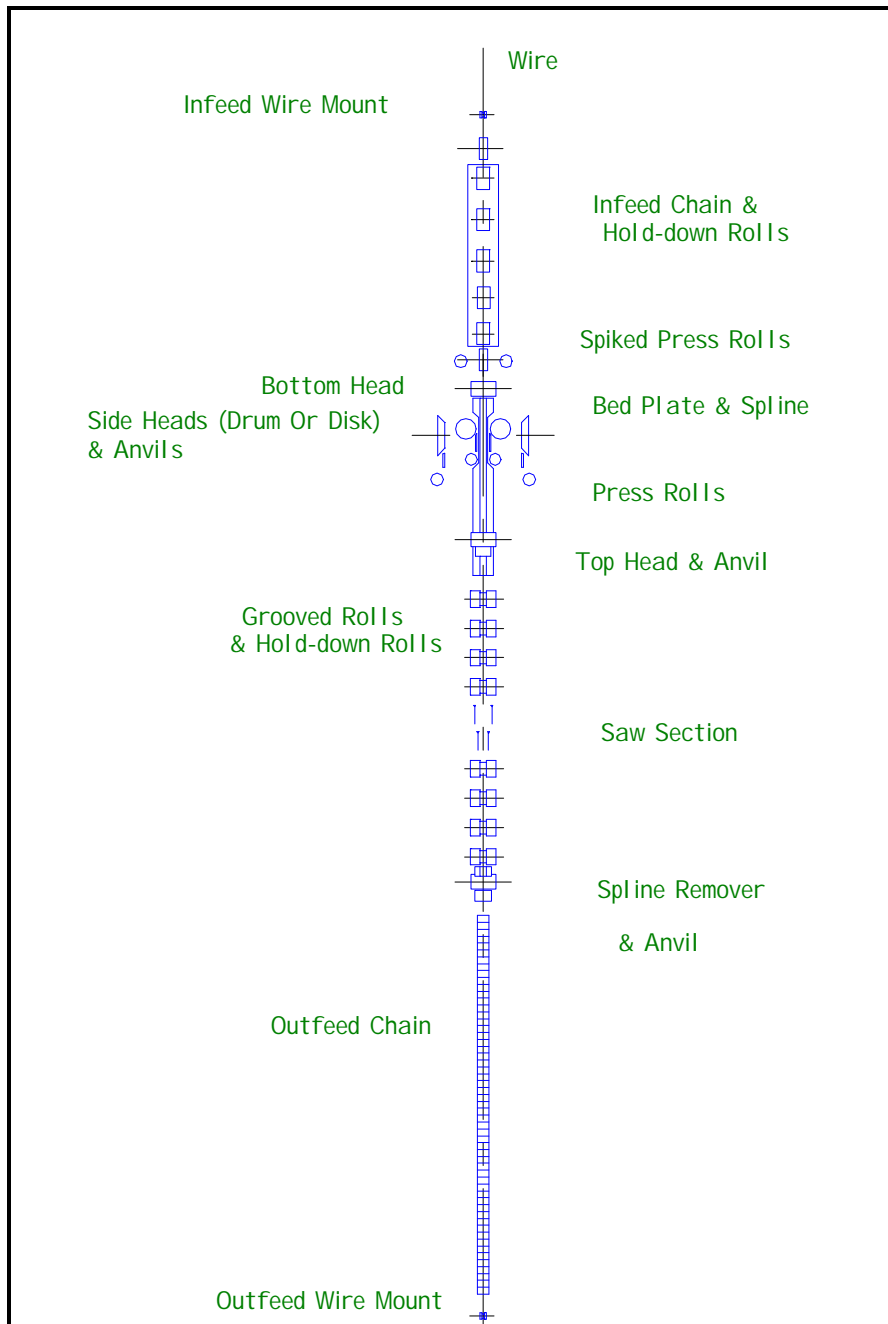 Wire
Infeed Wire Mount
Infeed Chain &
Hold-down Rolls
Spiked Press Rolls
Bottom Head
Bed Plate & Spline
Side Heads (Drum Or Disk)
& Anvils
Press Rolls
Top Head & Anvil
Grooved Rolls
& Hold-down Rolls
Saw Section
Spline Remover
& Anvil
Outfeed Chain
Outfeed Wire Mount